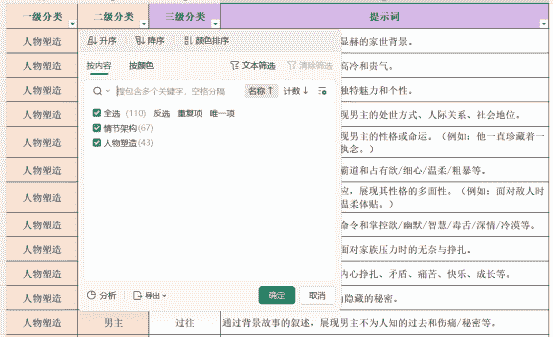 一级分类 二级分类 三级分类 提示词
人物塑造 显赫的家世背景。
升序 降序 颜色排序
人物塑造 高冷和贵气。
按内容 按颜色 文本筛选 清除筛选
人物塑造 独特魅力和个性。
搜包含多个关键字，空格分隔 名称 计数
人物塑造 现男主的处世方式、人际关系、社会地位。
全选 (110) 反选 重复项 唯一项
情节架构(67)
人物塑造(43)
人物塑造 现男主的性格或命运。（例如：他一直珍藏着一
执念。）
人物塑造 霸道和占有欲/细心/温柔/粗暴等。
人物塑造 应，展现其性格的多面性。（例如：面对敌人时
温柔体贴。）
人物塑造 命令和掌控欲/幽默/智慧/毒舌/深情/冷漠等。
人物塑造 面对家族压力时的无奈与挣扎。
人物塑造 内心挣扎、矛盾、痛苦、快乐、成长等。
人物塑造 隐藏的秘密。
分析 导出 确定 取消
人物塑造 男主 过往 通过背景故事的叙述，展现男主不为人知的过去和伤痛/秘密等。